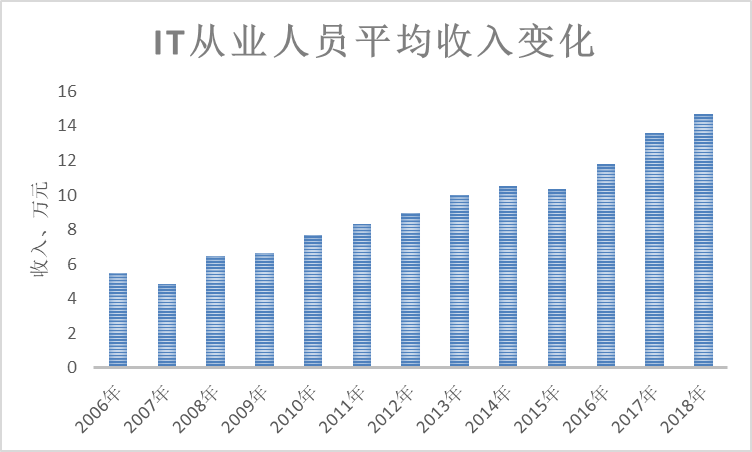 IT从业人员平均收入变化
收入、万元
16
14
12
10
8
6
4
2
0
2006年
2007年
2008年
2009年
2010年
2011年
2012年
2013年
2014年
2015年
2016年
2017年
2018年